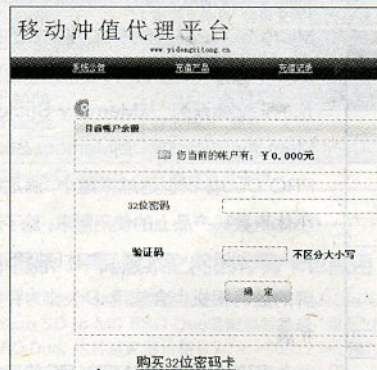 移动冲值代理平台
www.yidongzitong.cn
系统公告 充值产品 充值记录
目前帐户余额
您当前的帐户有：￥0.000元
32位密码
验证码 不区分大小写
确 定
购买32位密码卡